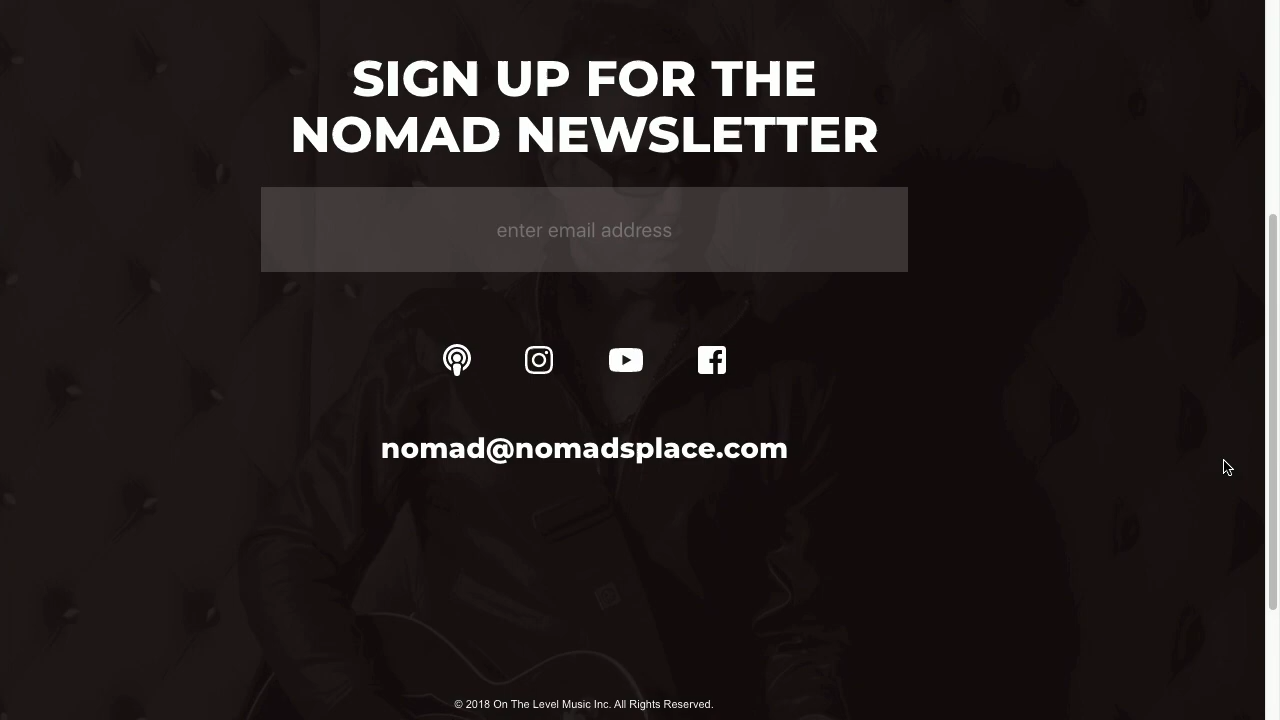 SIGN UP FOR THE
NOMAD NEWSLETTER
enter email address
nomad@nomadsplace.com
© 2018 On The Level Music Inc. All Rights Reserved.